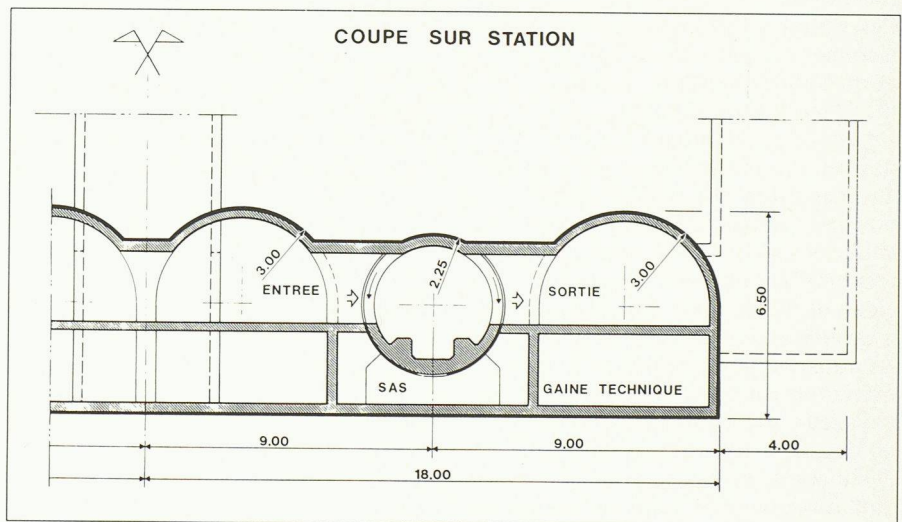 COUPE SUR STATION
3.00
ENTREE
2.25
3.00
SORTIE
6.50
SAS
GAINE TECHNIQUE
9.00
9.00
4.00
18.00